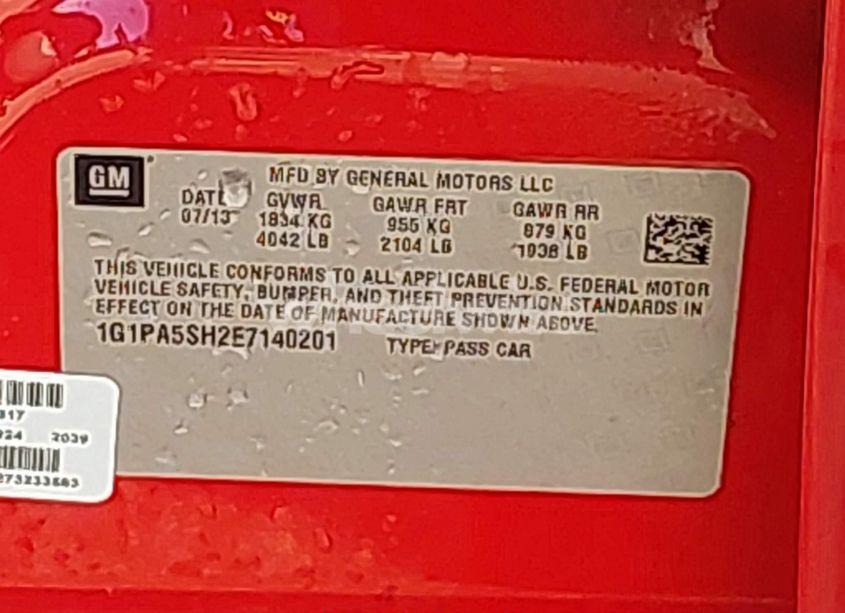 GM
MFD BY GENERAL MOTORS LLC
DATE GVWR GAWR FRT GAWR RR
07/13 1834 KG 955 KG 879 KG
4042 LB 2104 LB 1938 LB
THIS VEHICLE CONFORMS TO ALL APPLICABLE U.S. FEDERAL MOTOR
VEHICLE SAFETY, BUMPER, AND THEFT PREVENTION STANDARDS IN
EFFECT ON THE DATE OF MANUFACTURE SHOWN ABOVE.
1G1PA5SH2E7140201 TYPE: PASS CAR
2039